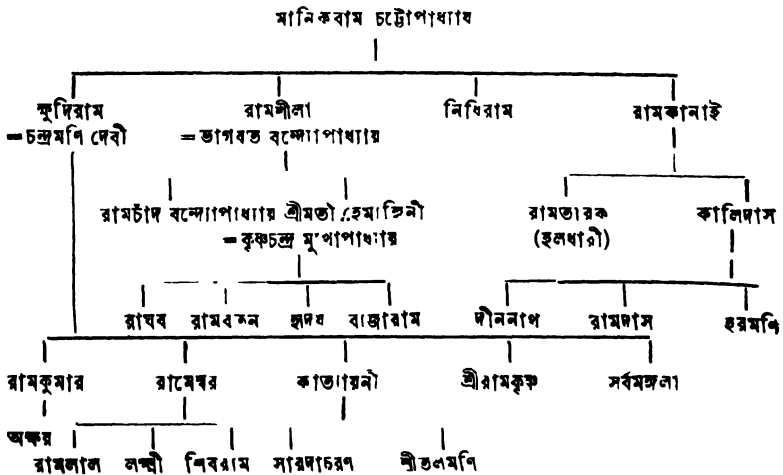 মানিকরাম চট্টোপাধ্যায়
ক্ষুদিরাম রামশীলা নিধিরাম রামকানাই
=চন্দ্রমণি দেবী =ভাগবত বন্দ্যোপাধ্যায়
রামচাঁদ বন্দ্যোপাধ্যায় শ্রীমতী হেমাঙ্গিনী রামতারক কালিদাস
=কৃষ্ণচন্দ্র মুখোপাধ্যায় (হলধারী)
রাঘব রামরতন হৃদয় রাজারাম দীননাথ রামদাস হরমণি
রামকুমার রামেশ্বর কাত্যায়নী শ্রীরামকৃষ্ণ সর্বমঙ্গলা
অক্ষয়
রামলাল লক্ষ্মী শিবরাম সারদাচরণ শীতলমণি